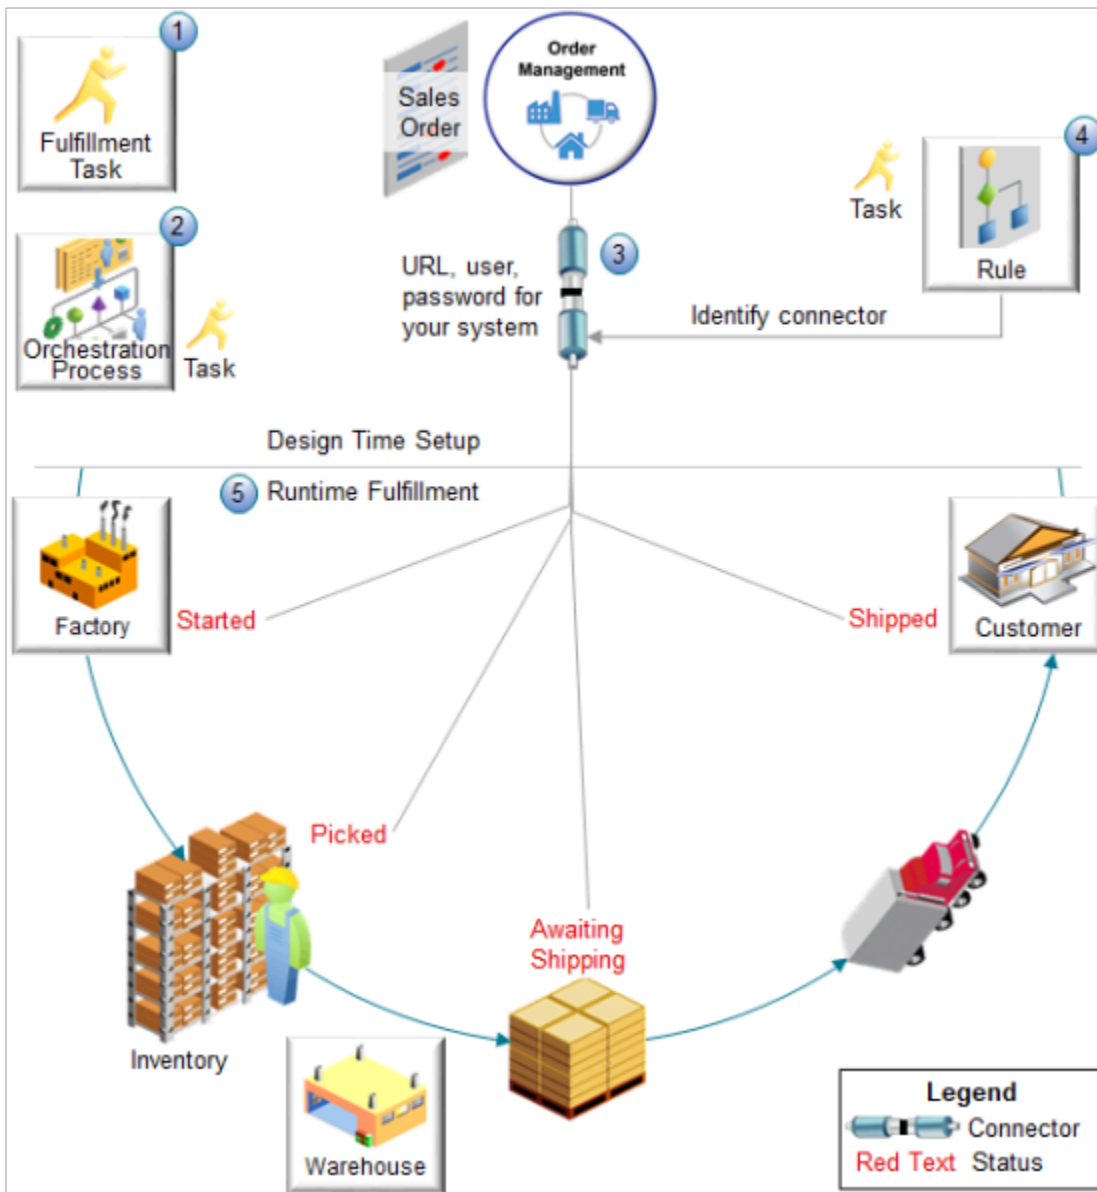 1
Fulfillment
Task
2
Orchestration
Process
Task
Sales
Order
Order
Management
3
URL, user,
password for
your system
Identify connector
Task
4
Rule
Design Time Setup
5
Runtime Fulfillment
Factory
Started
Shipped
Customer
Picked
Awaiting
Shipping
Inventory
Warehouse
Legend
Connector
Red Text Status